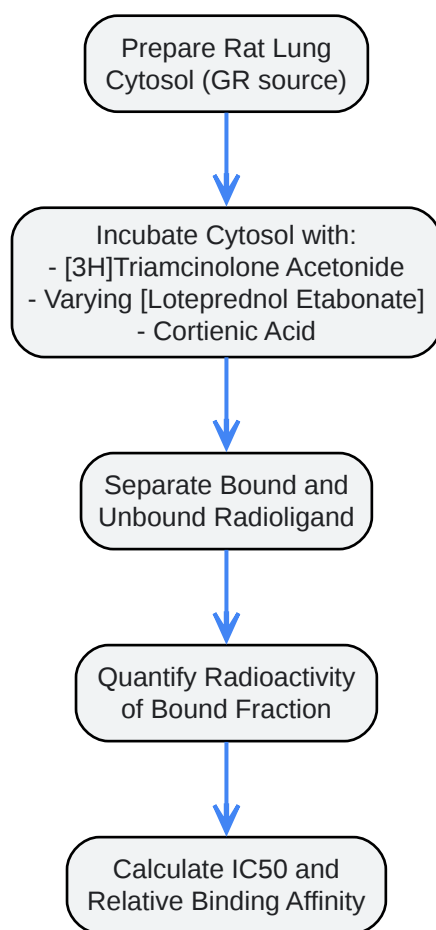 Prepare Rat Lung
Cytosol (GR source)
Incubate Cytosol with:
- [3H]Triamcinolone Acetonide
- Varying [Loteprednol Etabonate]
- Cortienic Acid
Separate Bound and
Unbound Radioligand
Quantify Radioactivity
of Bound Fraction
Calculate IC50 and
Relative Binding Affinity